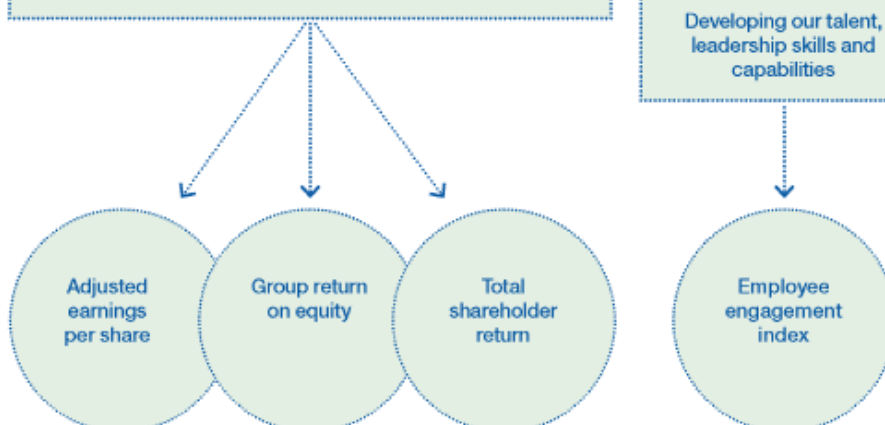 Developing our talent,
leadership skills and
capabilities
Adjusted
earnings
per share
Group return
on equity
Total
shareholder
return
Employee
engagement
index